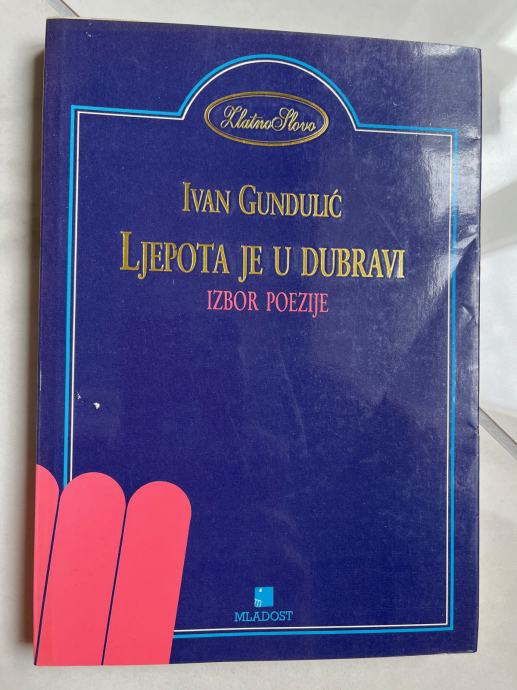 Zlatno Slovo
IVAN GUNDULIĆ
LJEPOTA JE U DUBRAVI
IZBOR POEZIJE
MLADOST